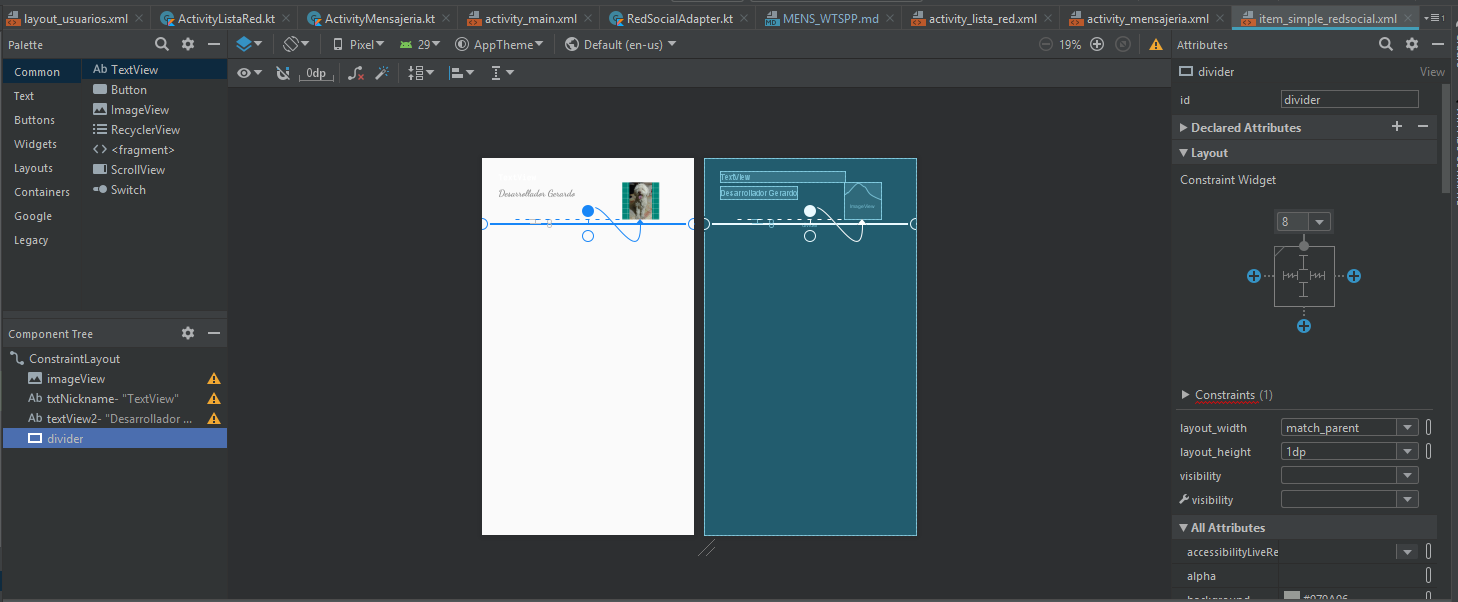 layout_usuarios.xml ActivityListaRed.kt ActivityMensajeria.kt activity_main.xml RedSocialAdapter.kt MENS_WTSPP.md activity_lista_red.xml activity_mensajeria.xml item_simple_redsocial.xml
Palette
Pixel 29 AppTheme Default (en-us) 19%
Attributes
Common
Text
Buttons
Widgets
Layouts
Containers
Google
Legacy
Ab TextView
Button
ImageView
RecyclerView
<fragment>
ScrollView
Switch
0dp
Desarrollador Gerardo
TextView
Desarrollador Gerardo
ImageView
Component Tree
ConstraintLayout
imageView
Ab txtNickname- "TextView"
Ab textView2- "Desarrollador ...
divider
divider View
id divider
Declared Attributes
Layout
Constraint Widget
8
Constraints (1)
layout_width match_parent
layout_height 1dp
visibility
visibility
All Attributes
accessibilityLiveRe
alpha